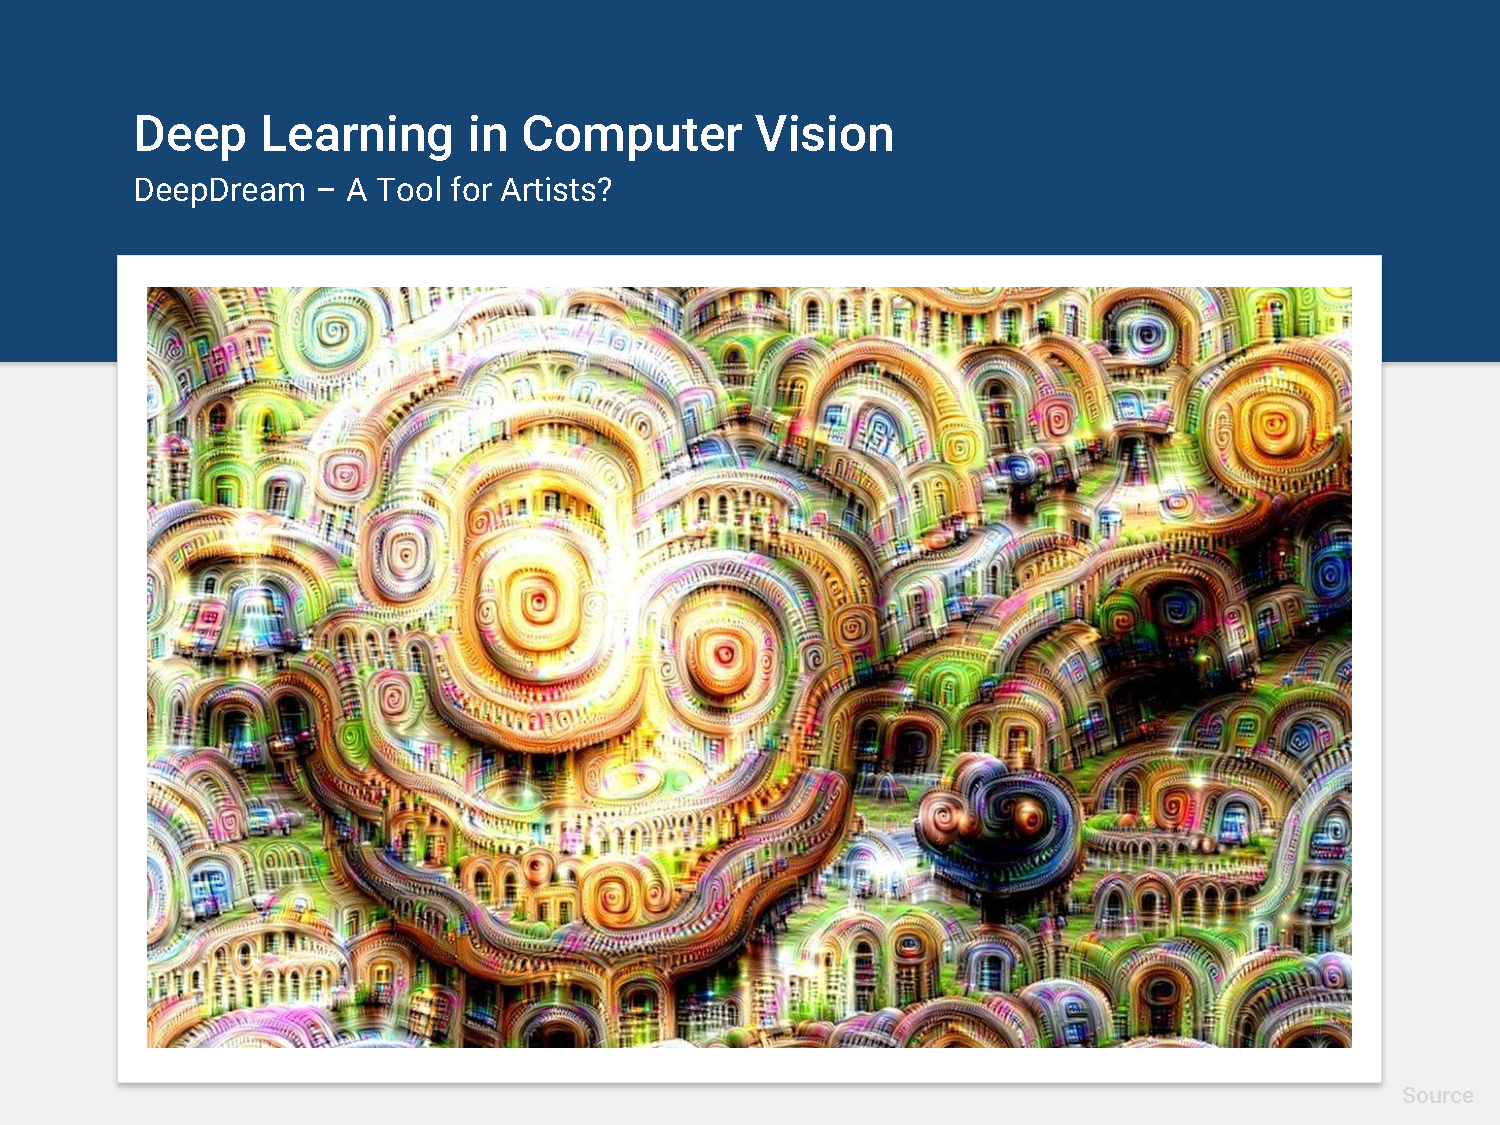 Deep Learning in Computer Vision
DeepDream – A Tool for Artists?
Source